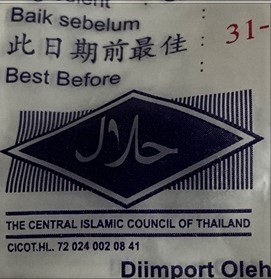 Baik sebelum :
此日期前最佳 : 31-
Best Before :
حلال
THE CENTRAL ISLAMIC COUNCIL OF THAILAND
CICOT.HL. 72 024 002 08 41
Diimport Oleh